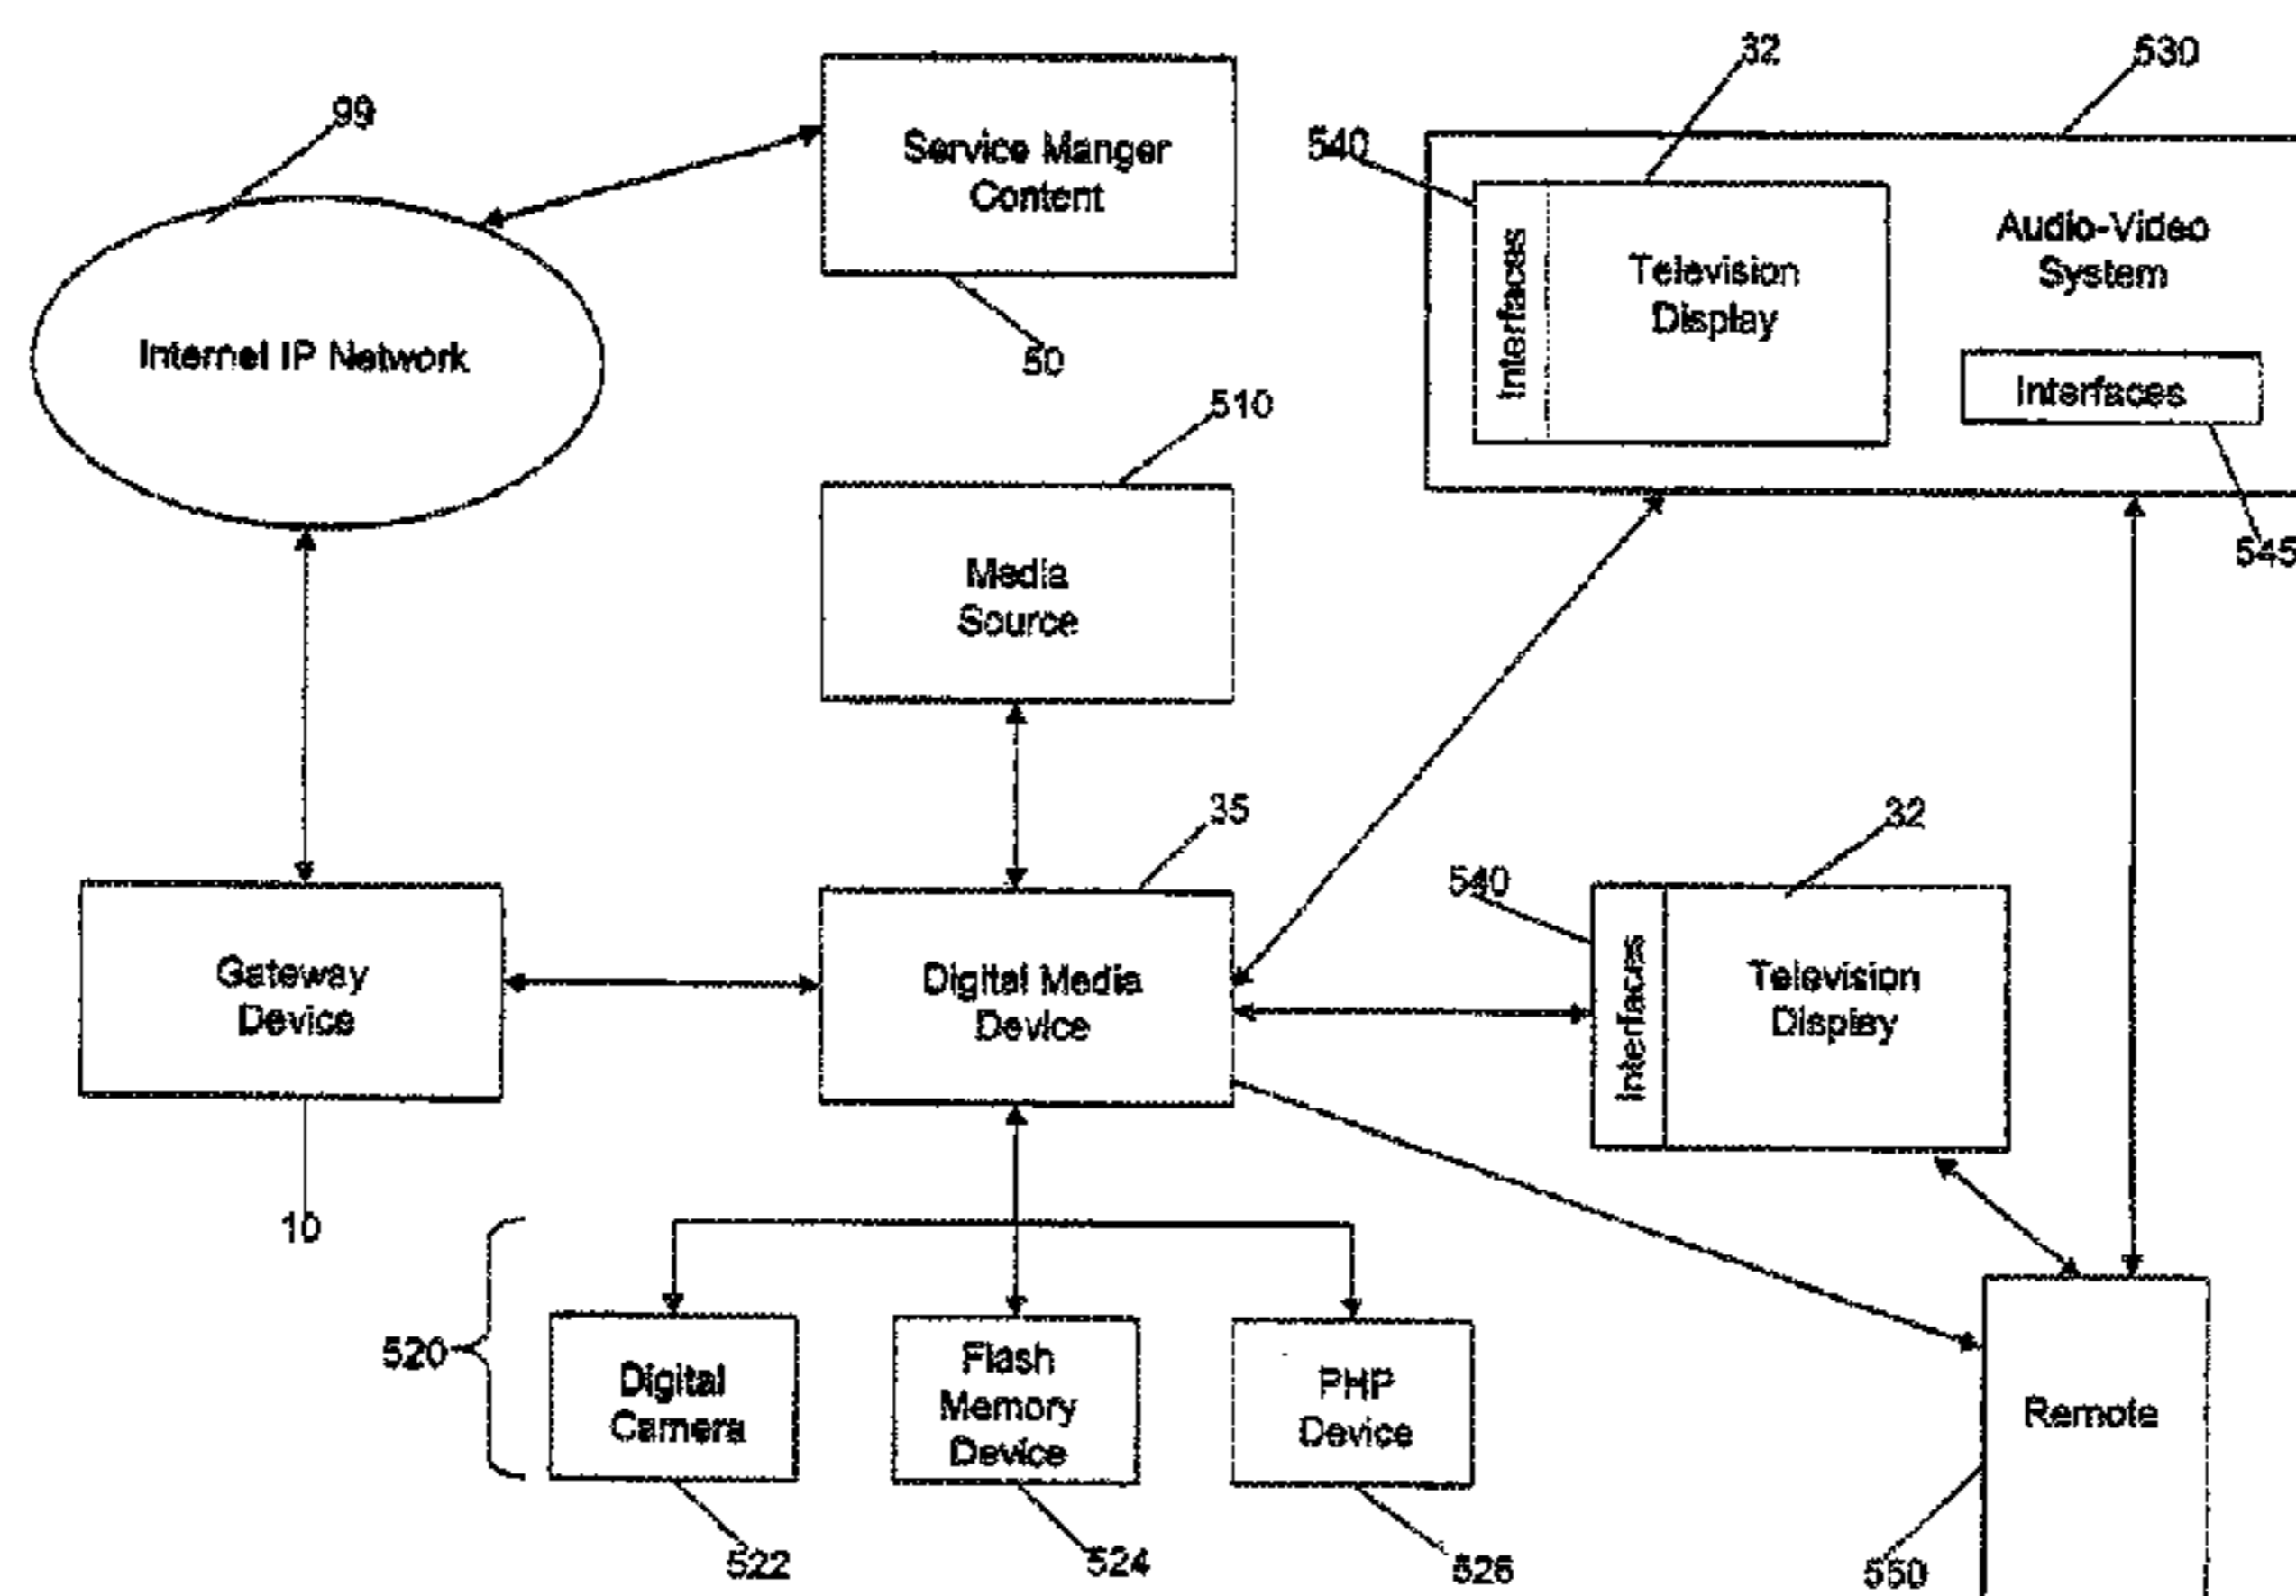 99
32
530
540
Service Manger
Content
Interfaces
Television
Display
Audio-Video
System
Internet IP Network
50
Interfaces
510
545
Media
Source
35
32
540
Gateway
Device
Digital Media
Device
Interfaces
Television
Display
10
520
Digital
Camera
Flash
Memory
Device
PHP
Device
Remote
522
524
526
550